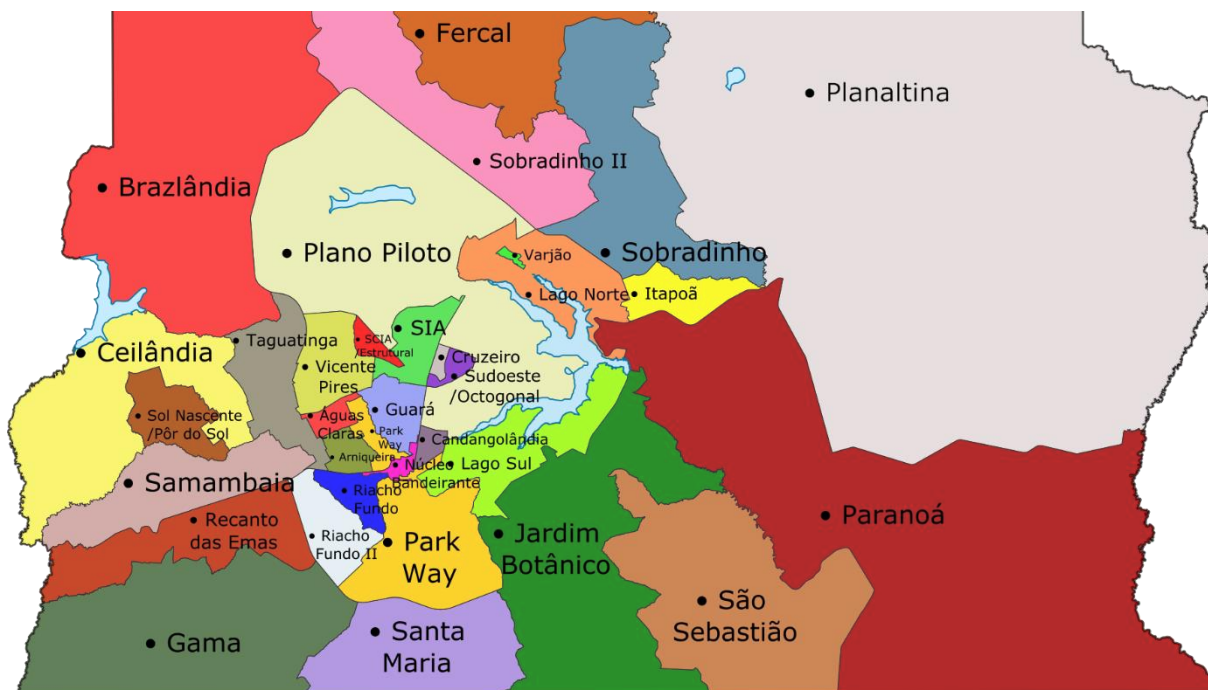 Fercal
Planaltina
Sobradinho II
Brazlândia
Plano Piloto
Varjão
Sobradinho
Lago Norte
Itapoã
SIA
Taguatinga
SCIA
/Estrutural
Ceilândia
Cruzeiro
Vicente
Pires
Sudoeste
/Octogonal
Sol Nascente
/Pôr do Sol
Águas
Claras
Guará
Park
Way
Candangolândia
Arniqueira
Núcleo
Bandeirante
Lago Sul
Samambaia
Riacho
Fundo
Recanto
das Emas
Riacho
Fundo II
Park
Way
Jardim
Botânico
Paranoá
São
Sebastião
Gama
Santa
Maria